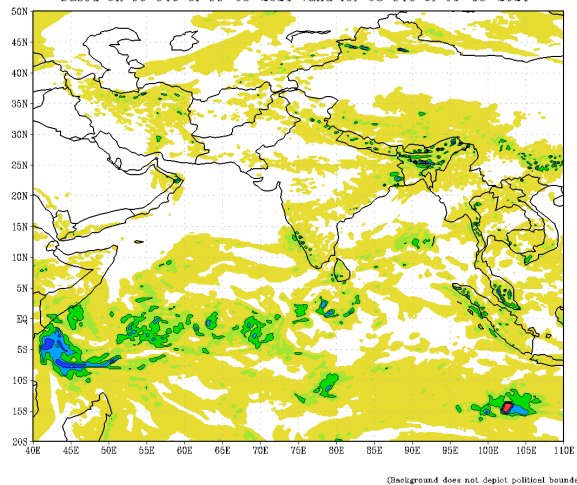 50N
45N
40N
35N
30N
25N
20N
15N
10N
5N
EQ
5S
10S
15S
20S
40E 45E 50E 55E 60E 65E 70E 75E 80E 85E 90E 95E 100E 105E 110E
(Background does not depict political bounda